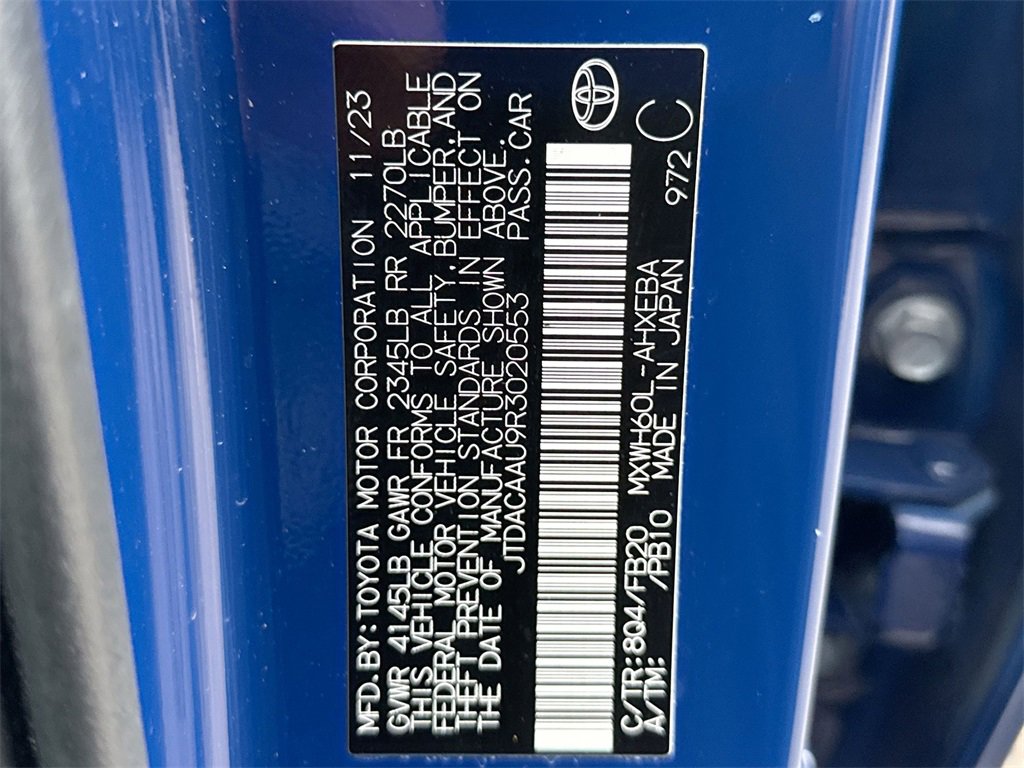 MFD.BY:TOYOTA MOTOR CORPORATION 11/23
GVWR 4145LB GAWR FR 2345LB RR 2270LB
THIS VEHICLE CONFORMS TO ALL APPLICABLE
FEDERAL MOTOR VEHICLE SAFETY,BUMPER,AND
THEFT PREVENTION STANDARDS IN EFFECT ON
THE DATE OF MANUFACTURE SHOWN ABOVE.
JTDACAAU9R3020553 PASS.CAR
C/TR:8Q4/FB20 MXWH60L-AHXEBA
A/TM: /PB10 MADE IN JAPAN 972 C